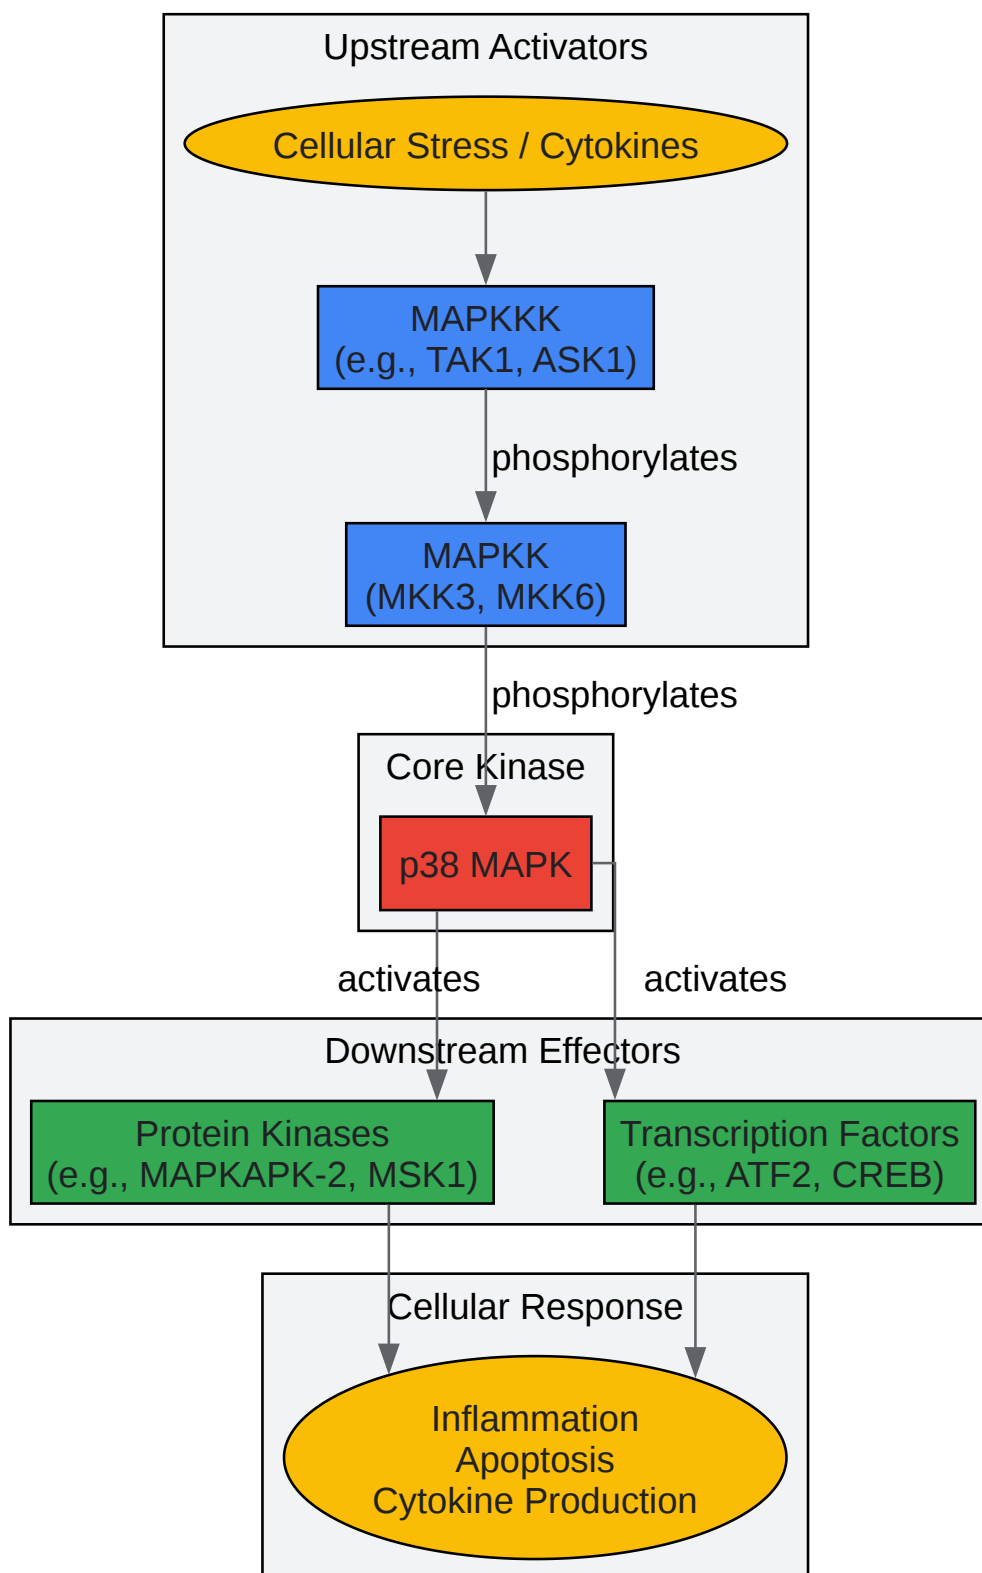 Upstream Activators
Cellular Stress / Cytokines
MAPKKK
(e.g., TAK1, ASK1)
phosphorylates
MAPKK
(MKK3, MKK6)
phosphorylates
Core Kinase
p38 MAPK
activates
activates
Downstream Effectors
Protein Kinases
(e.g., MAPKAPK-2, MSK1)
Transcription Factors
(e.g., ATF2, CREB)
Cellular Response
Inflammation
Apoptosis
Cytokine Production